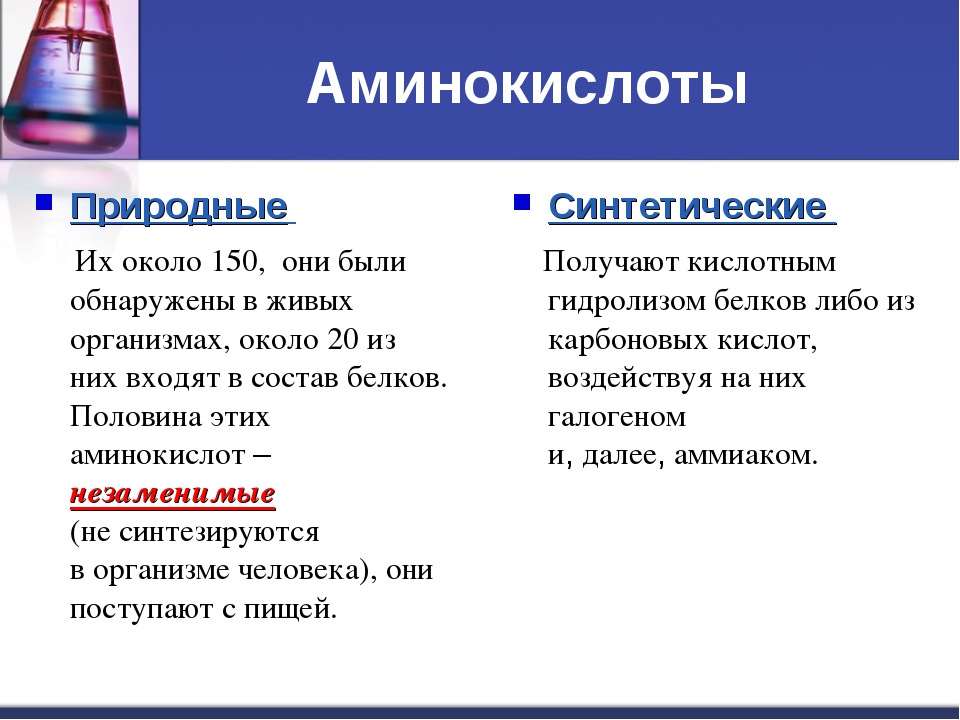 Аминокислоты
Природные
Их около 150, они были
обнаружены в живых
организмах, около 20 из
них входят в состав белков.
Половина этих
аминокислот –
незаменимые
(не синтезируются
в организме человека), они
поступают с пищей.
Синтетические
Получают кислотным
гидролизом белков либо из
карбоновых кислот,
воздействуя на них
галогеном
и, далее, аммиаком.